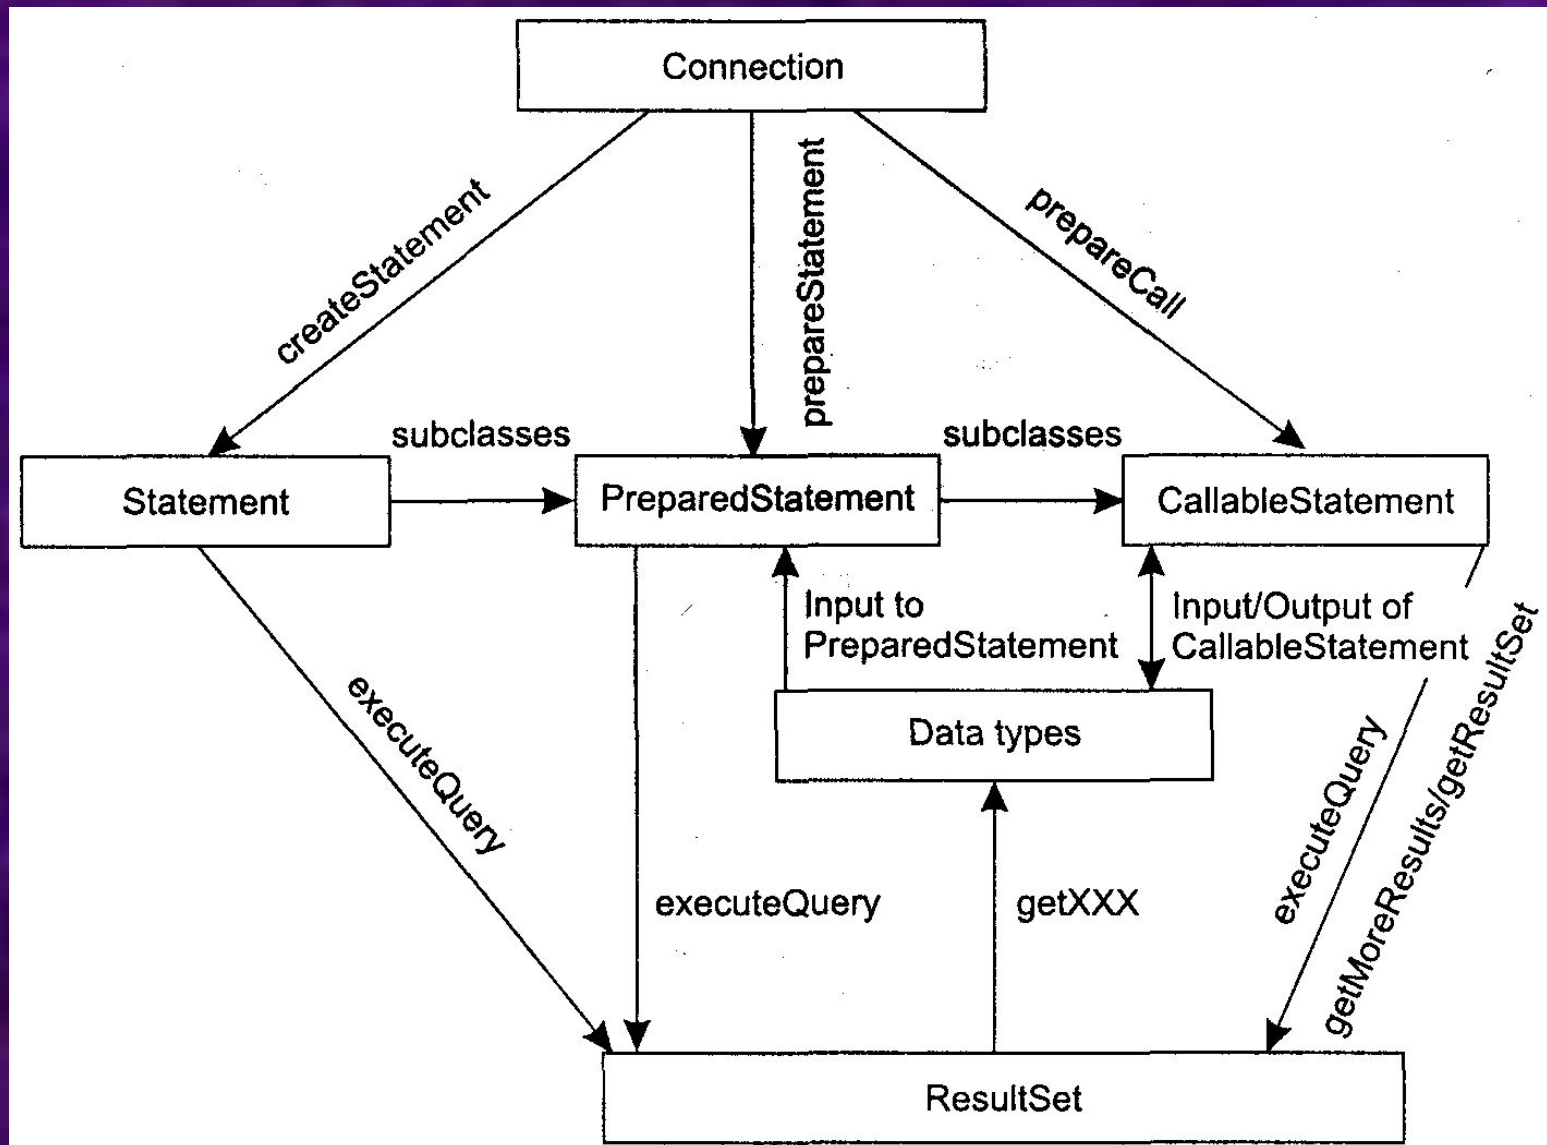 Connection
createStatement
prepareStatement
prepareCall
subclasses
subclasses
Statement
PreparedStatement
CallableStatement
Input to
PreparedStatement
Input/Output of
CallableStatement
executeQuery
Data types
executeQuery
getXXX
executeQuery
getMoreResults/getResultSet
ResultSet